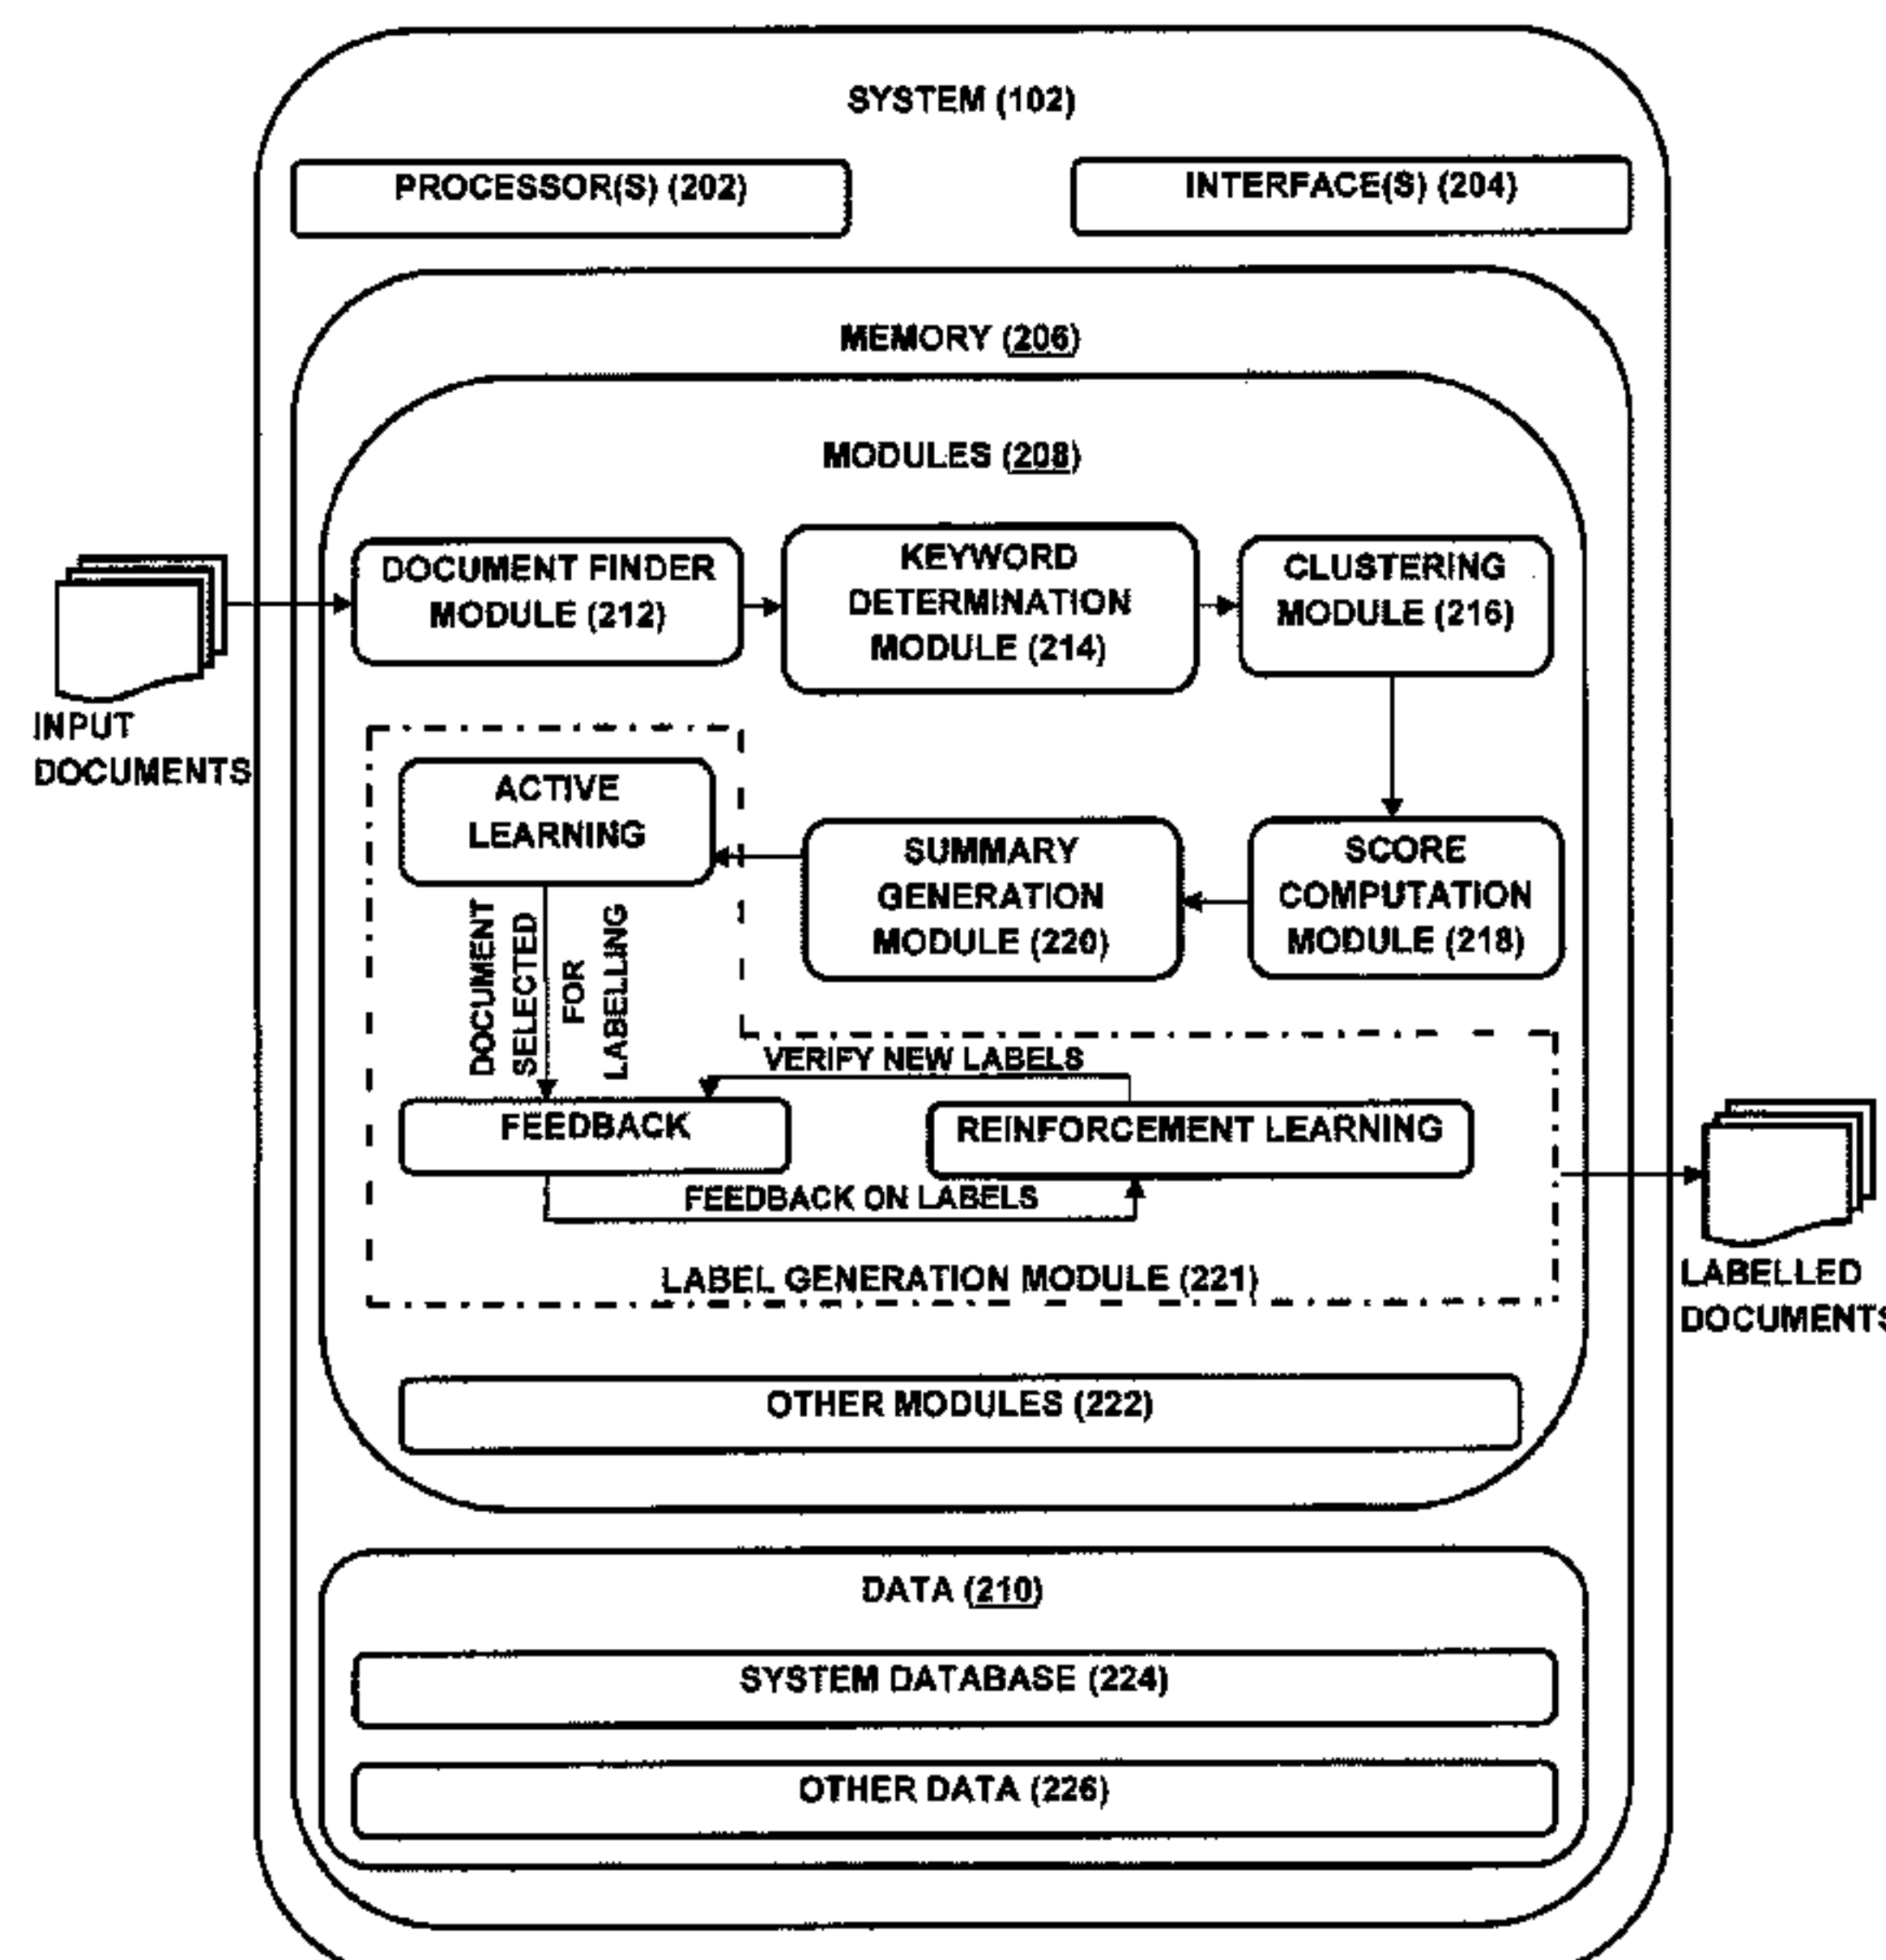 SYSTEM (102)
PROCESSOR(S) (202)
INTERFACE(S) (204)
MEMORY (206)
MODULES (208)
INPUT
DOCUMENTS
DOCUMENT FINDER
MODULE (212)
KEYWORD
DETERMINATION
MODULE (214)
CLUSTERING
MODULE (216)
SCORE
COMPUTATION
MODULE (218)
SUMMARY
GENERATION
MODULE (220)
ACTIVE
LEARNING
DOCUMENT
SELECTED
FOR
LABELLING
VERIFY NEW LABELS
FEEDBACK
REINFORCEMENT LEARNING
FEEDBACK ON LABELS
LABEL GENERATION MODULE (221)
LABELLED
DOCUMENTS
OTHER MODULES (222)
DATA (210)
SYSTEM DATABASE (224)
OTHER DATA (226)